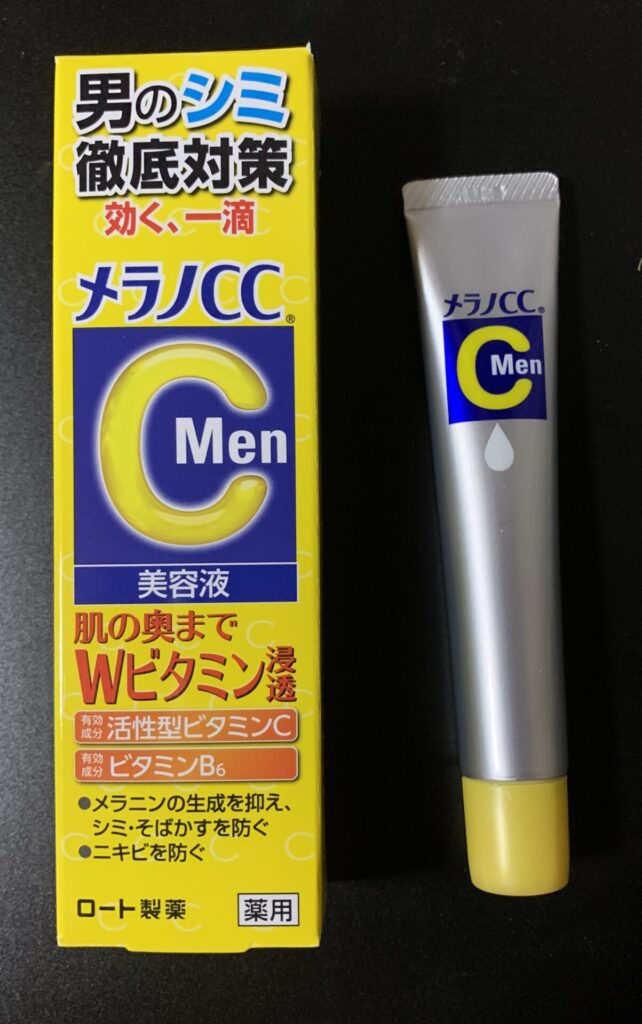 男のシミ
徹底対策
効く、一滴
メラノCC®
C Men
美容液
肌の奥まで
Wビタミン浸透
有効成分 活性型ビタミンC
有効成分 ビタミンB₆
●メラニンの生成を抑え、
シミ・そばかすを防ぐ
●ニキビを防ぐ
ロート製薬 薬用
メラノCC®
C Men